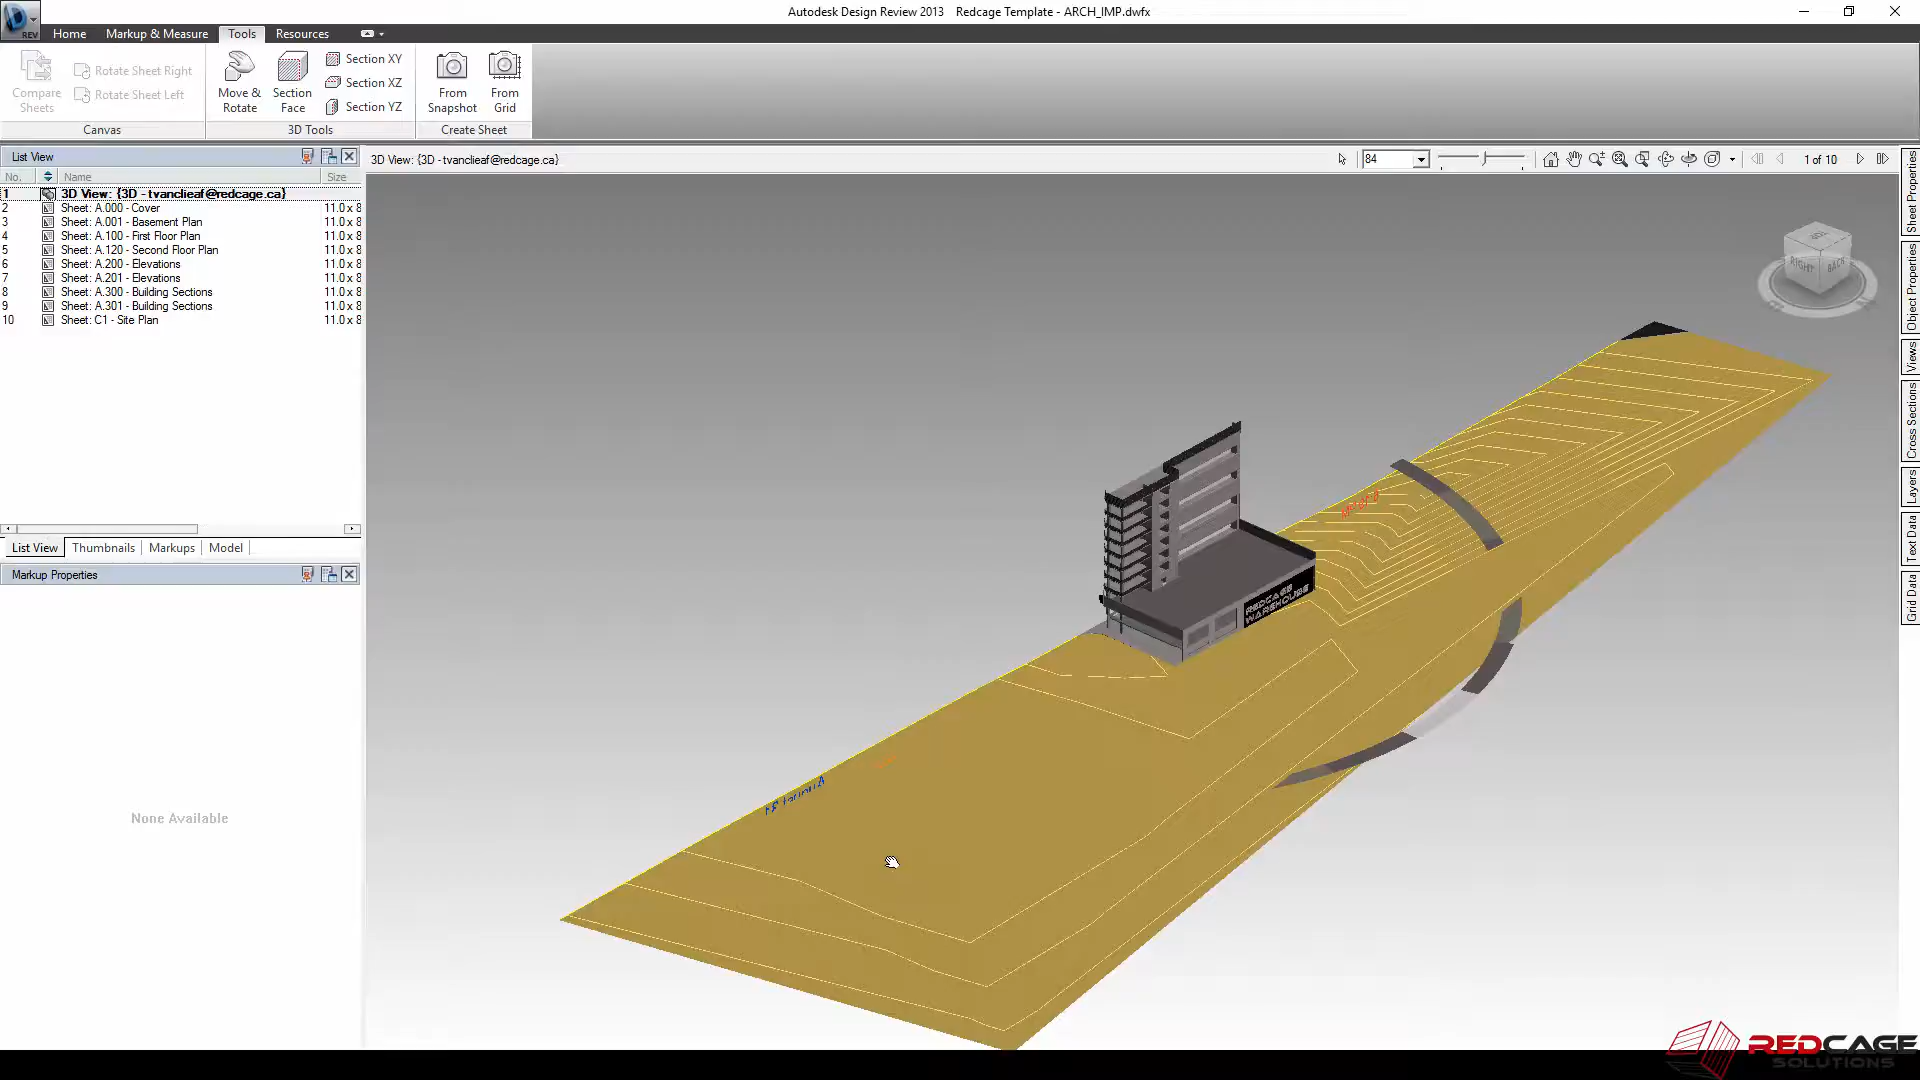 Autodesk Design Review 2013 Redcage Template - ARCH_IMP.dwfx
REV
Home
Markup & Measure
Tools
Resources
Compare Sheets
Rotate Sheet Right
Rotate Sheet Left
Canvas
Move & Rotate
Section Face
Section XY
Section XZ
Section YZ
3D Tools
From Snapshot
From Grid
Create Sheet
List View
No. Name Size
1 3D View: {3D - tvanclieaf@redcage.ca}
2 Sheet: A.000 - Cover 11.0 x 8
3 Sheet: A.001 - Basement Plan 11.0 x 8
4 Sheet: A.100 - First Floor Plan 11.0 x 8
5 Sheet: A.120 - Second Floor Plan 11.0 x 8
6 Sheet: A.200 - Elevations 11.0 x 8
7 Sheet: A.201 - Elevations 11.0 x 8
8 Sheet: A.300 - Building Sections 11.0 x 8
9 Sheet: A.301 - Building Sections 11.0 x 8
10 Sheet: C1 - Site Plan 11.0 x 8
List View Thumbnails Markups Model
Markup Properties
None Available
3D View: {3D - tvanclieaf@redcage.ca}
84
1 of 10
TOP
RIGHT
BACK
REDCAGE
WAREHOUSE
Sheet Properties
Object Properties
Views
Cross Sections
Layers
Text Data
Grid Data
REDCAGE
SOLUTIONS